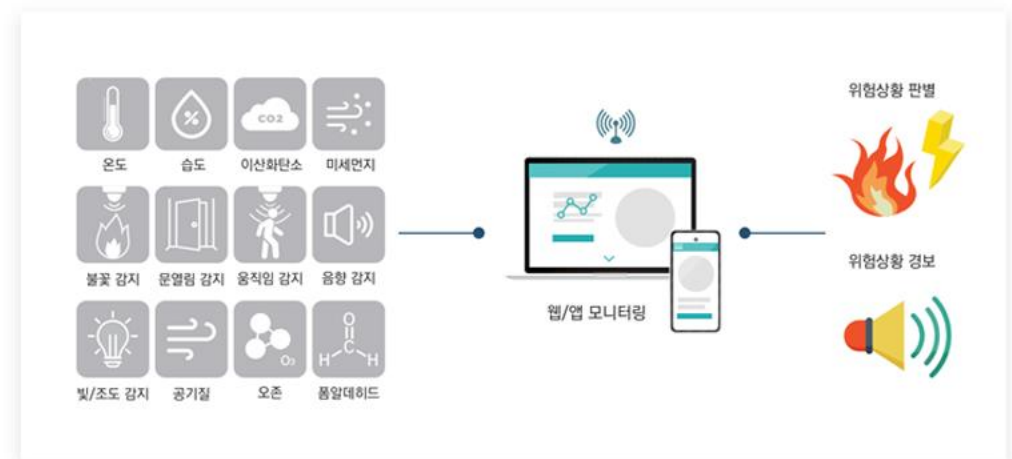 CO2
온도 습도 이산화탄소 미세먼지
불꽃 감지 문열림 감지 움직임 감지 음향 감지
O₃
O
C
H H
빛/조도 감지 공기질 오존 폼알데히드
웹/앱 모니터링
위험상황 판별
위험상황 경보